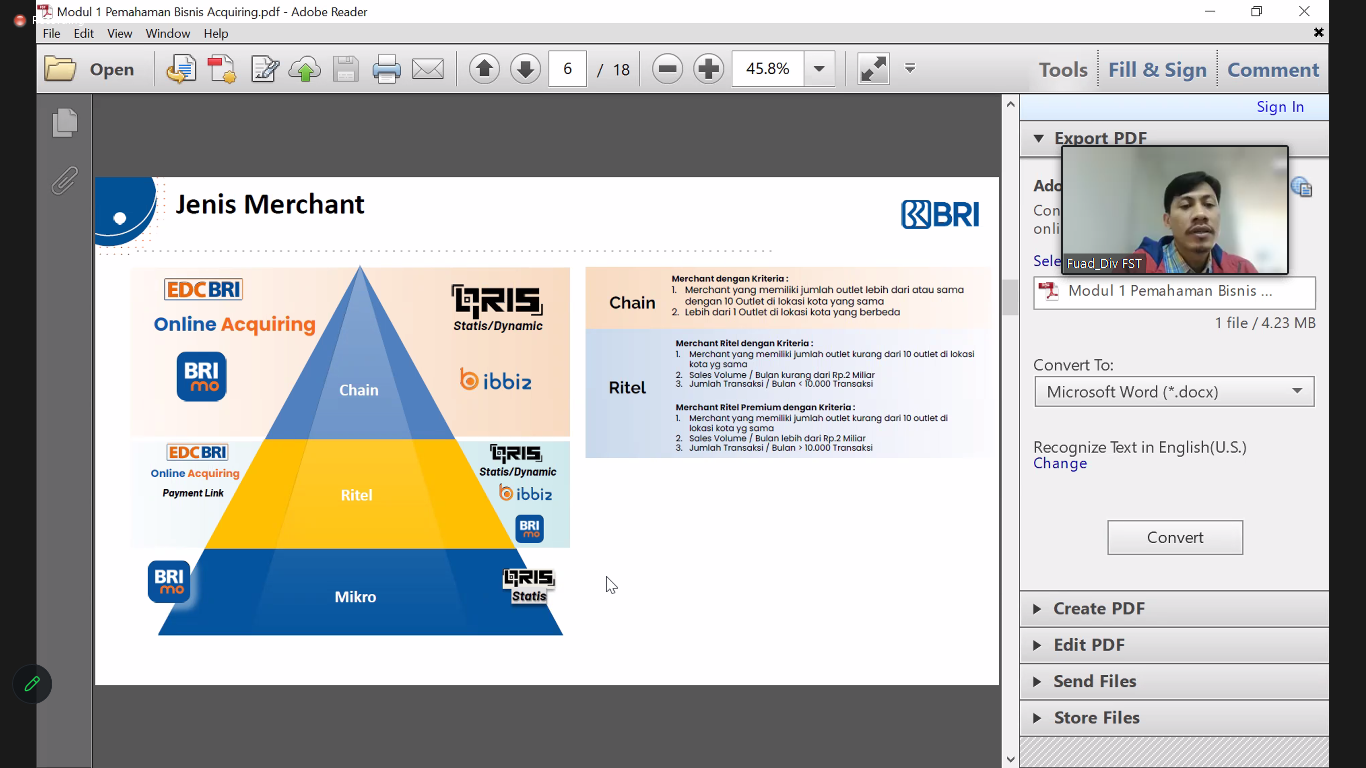 Modul 1 Pemahaman Bisnis Acquiring.pdf - Adobe Reader
File Edit View Window Help
Open
6 / 18
45.8%
Tools
Fill & Sign
Comment
Sign In
Export PDF
Fuad_Div FST
Modul 1 Pemahaman Bisnis ...
1 file / 4.23 MB
Convert To:
Microsoft Word (*.docx)
Recognize Text in English(U.S.)
Change
Convert
Create PDF
Edit PDF
Send Files
Store Files
Jenis Merchant
BRI
EDC BRI
Online Acquiring
BRI
mo
QRIS
Statis/Dynamic
ibbiz
Chain
EDC BRI
Online Acquiring
Payment Link
QRIS
Statis/Dynamic
ibbiz
BRI
mo
Ritel
BRI
mo
QRIS
Statis
Mikro
Chain
Merchant dengan Kriteria :
1. Merchant yang memiliki jumlah outlet lebih dari atau sama
dengan 10 Outlet di lokasi kota yang sama
2. Lebih dari 1 Outlet di lokasi kota yang berbeda
Ritel
Merchant Ritel dengan Kriteria :
1. Merchant yang memiliki jumlah outlet kurang dari 10 outlet di lokasi
kota yg sama
2. Sales Volume / Bulan kurang dari Rp.2 Miliar
3. Jumlah Transaksi / Bulan < 10.000 Transaksi
Merchant Ritel Premium dengan Kriteria :
1. Merchant yang memiliki jumlah outlet kurang dari 10 outlet di
lokasi kota yg sama
2. Sales Volume / Bulan lebih dari Rp.2 Miliar
3. Jumlah Transaksi / Bulan > 10.000 Transaksi